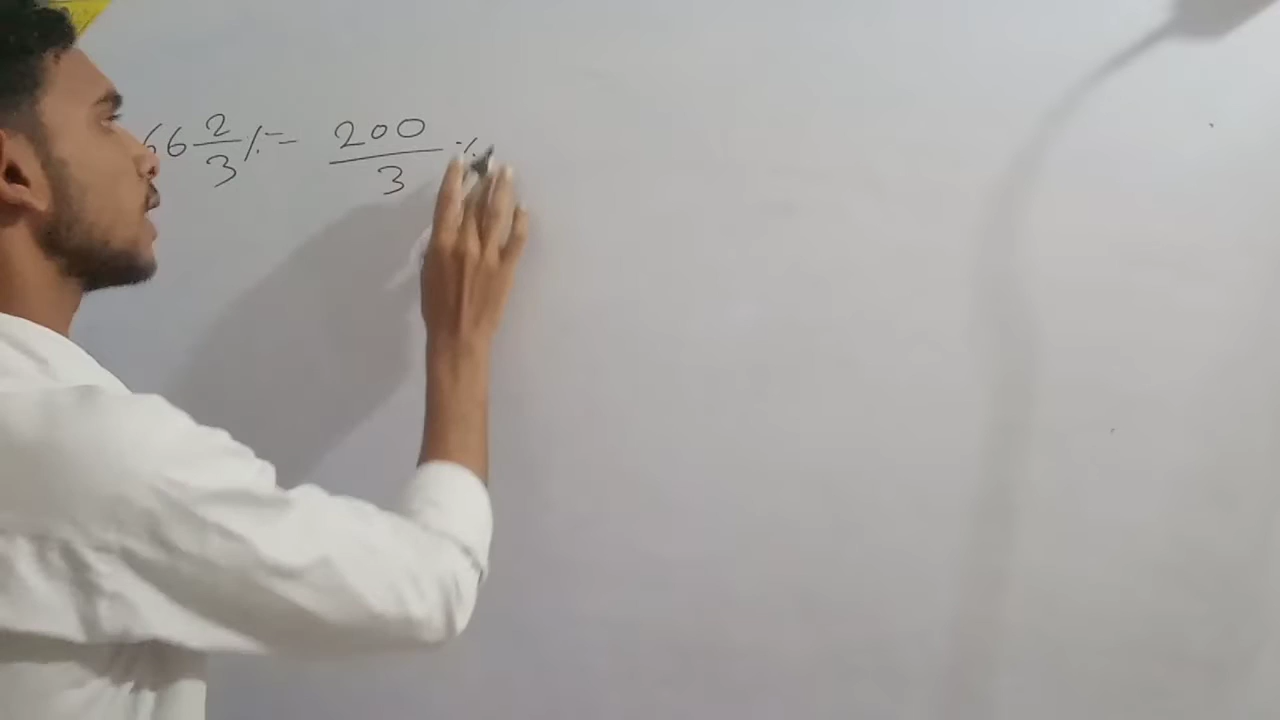 66 2/3 % = 200/3 %